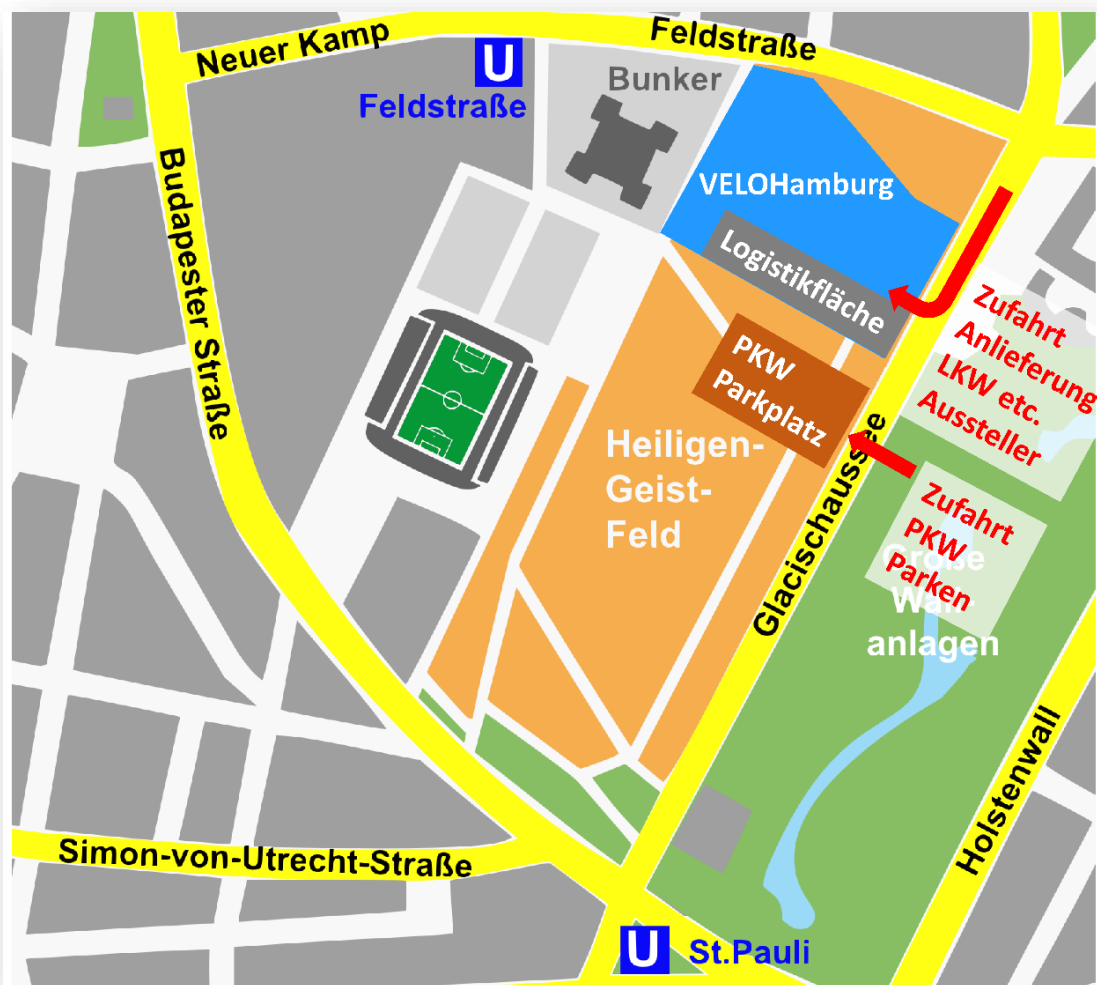 Neuer Kamp
Feldstraße
U
Feldstraße
Bunker
Budapester Straße
VELOHamburg
Logistikfläche
Zufahrt
Anlieferung
LKW etc.
Aussteller
PKW
Parkplatz
Heiligen-
Geist-
Feld
Glacischaussee
Zufahrt
PKW
Parken
Große
Wall-
anlagen
Holstenwall
Simon-von-Utrecht-Straße
U St.Pauli